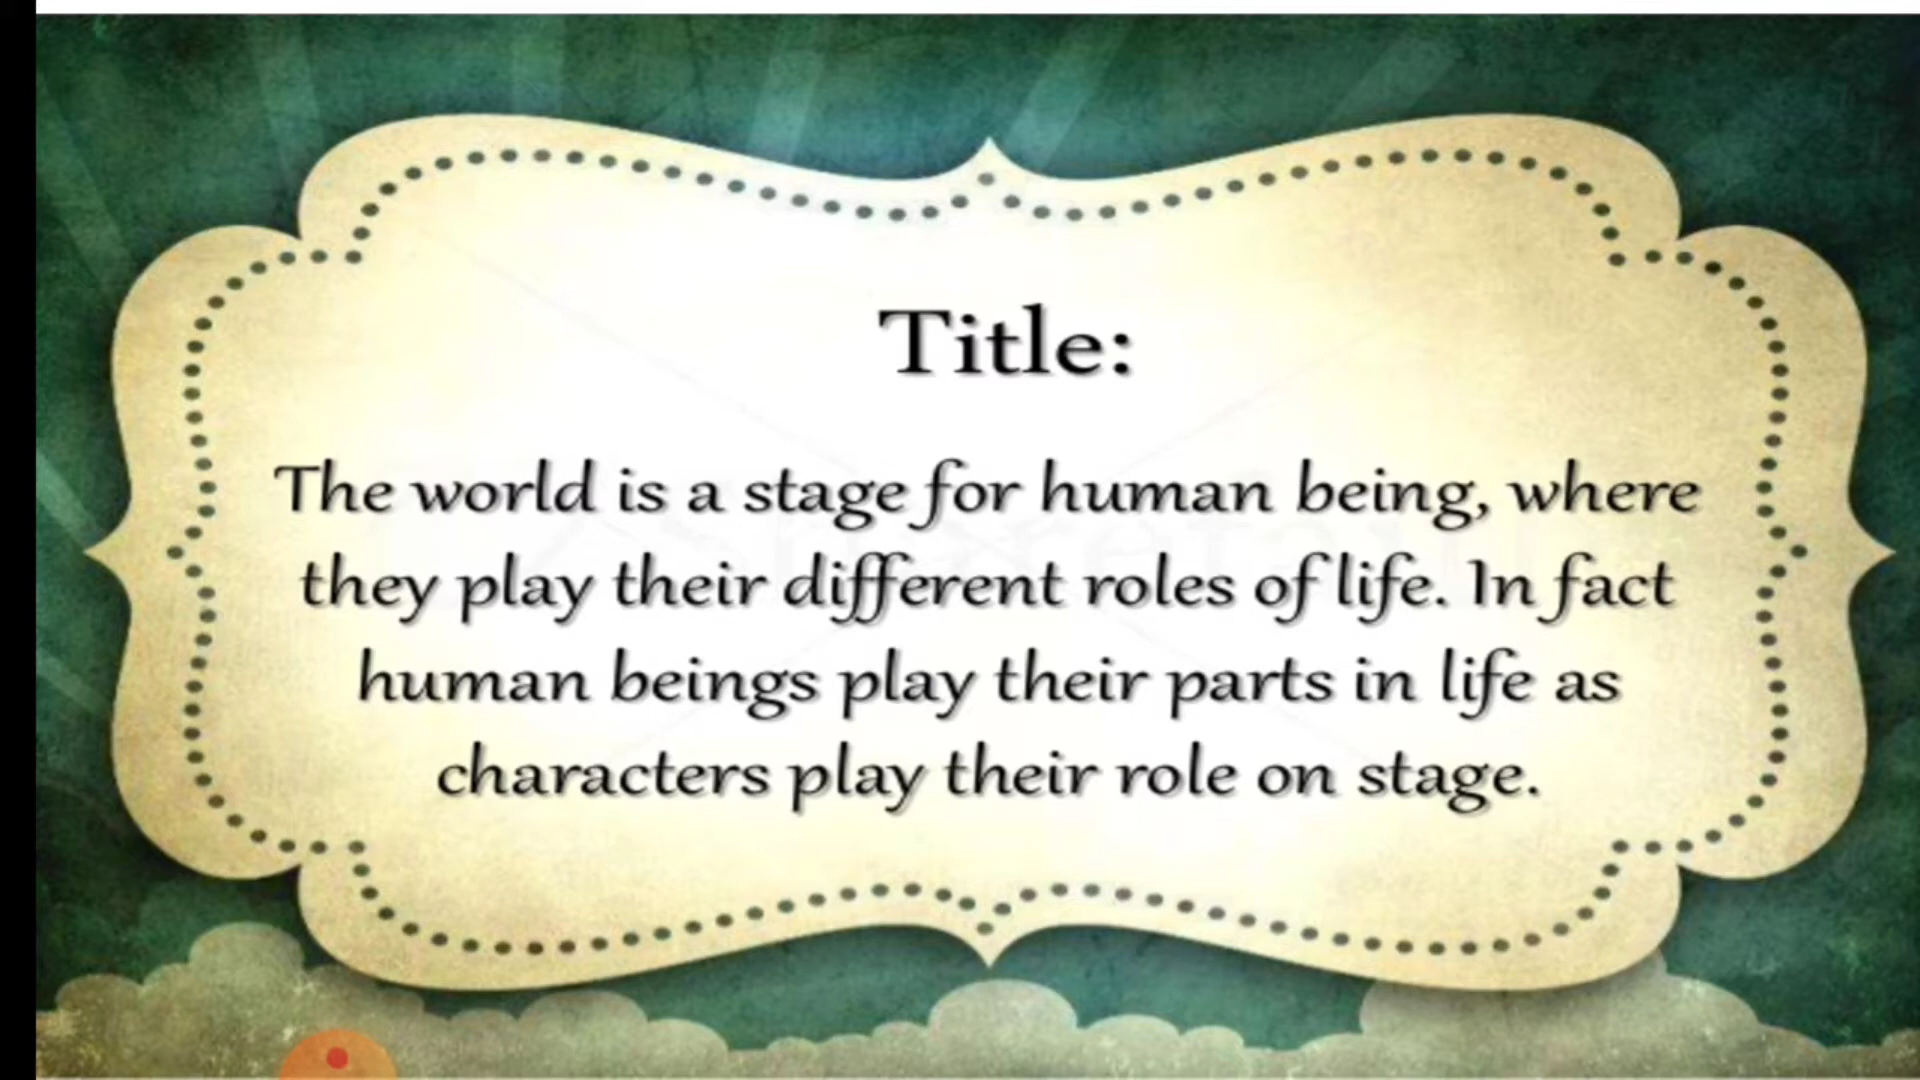 Title:
The world is a stage for human being, where
they play their different roles of life. In fact
human beings play their parts in life as
characters play their role on stage.